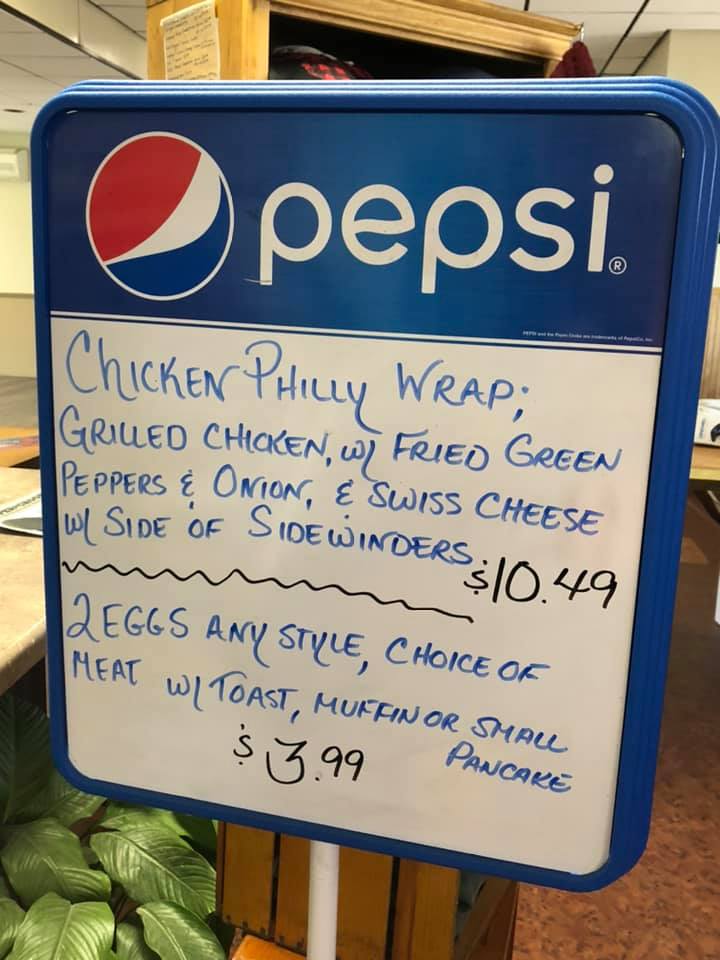 pepsi®
CHICKEN PHILLY WRAP;
GRILLED CHICKEN, w/ FRIED GREEN
PEPPERS & ONION, & SWISS CHEESE
w/ SIDE OF SIDEWINDERS
$10.49
2 EGGS ANY STYLE, CHOICE OF
MEAT w/ TOAST, MUFFIN OR SMALL
PANCAKE
$3.99